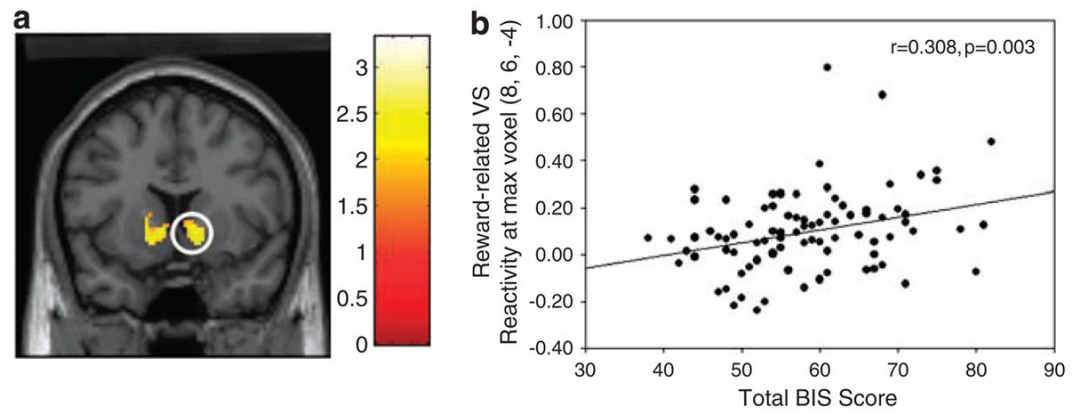 a
3
2.5
2
1.5
1
0.5
0
b
Reward-related VS
Reactivity at max voxel (8, 6, -4)
1.00
0.80
0.60
0.40
0.20
0.00
-0.20
-0.40
r=0.308, p=0.003
30 40 50 60 70 80 90
Total BIS Score